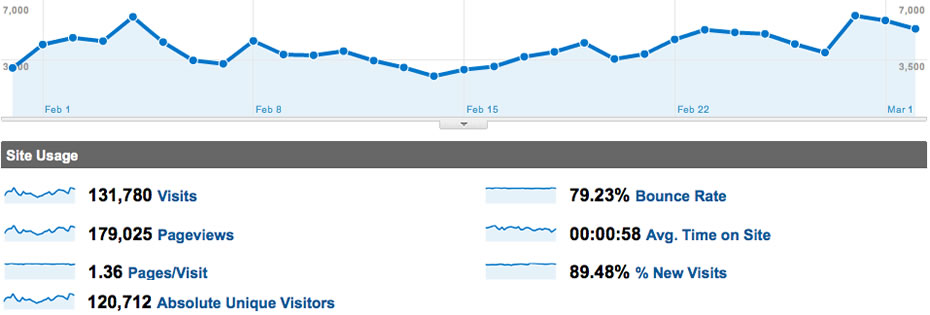 7,000 7,000
3,500 3,500
Feb 1 Feb 8 Feb 15 Feb 22 Mar 1
Site Usage
131,780 Visits 79.23% Bounce Rate
179,025 Pageviews 00:00:58 Avg. Time on Site
1.36 Pages/Visit 89.48% % New Visits
120,712 Absolute Unique Visitors